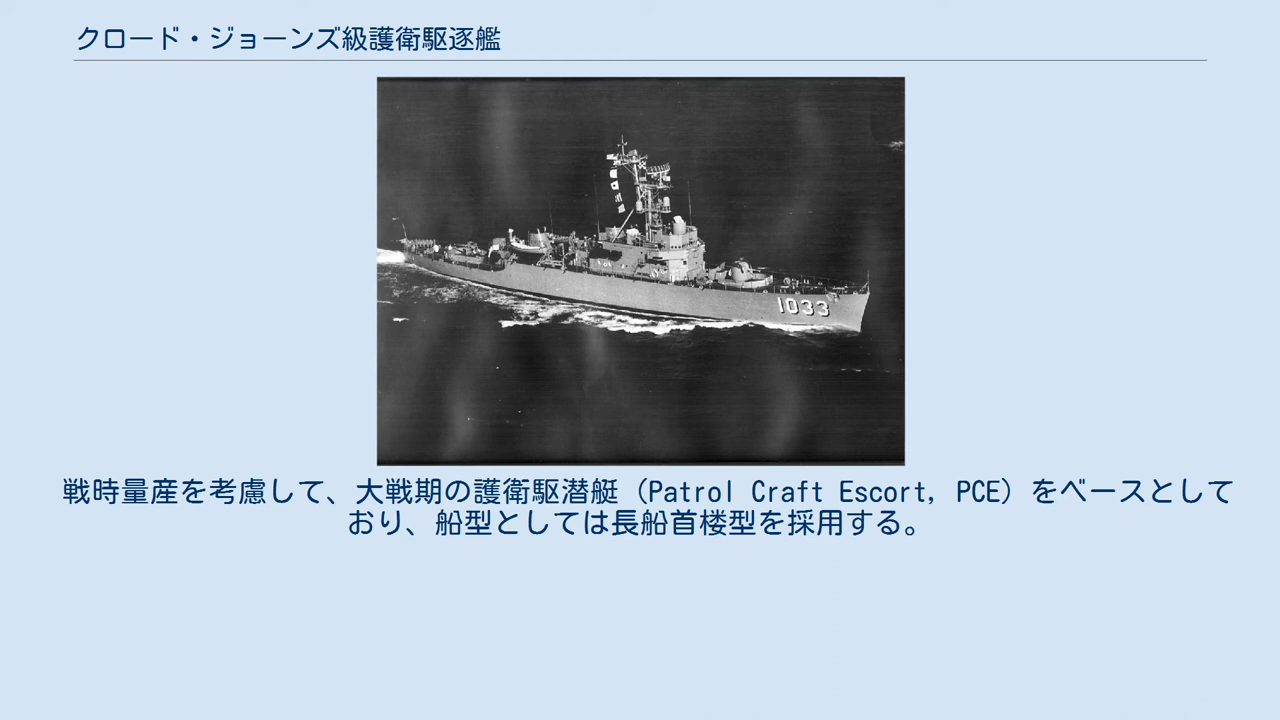 クロード・ジョーンズ級護衛駆逐艦
1033
戦時量産を考慮して、大戦期の護衛駆潜艇（Patrol Craft Escort, PCE）をベースとして
おり、船型としては長船首楼型を採用する。